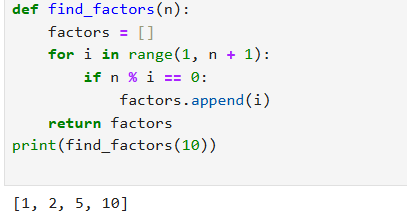 def find_factors(n):
    factors = []
    for i in range(1, n + 1):
        if n % i == 0:
            factors.append(i)
    return factors
print(find_factors(10))
[1, 2, 5, 10]